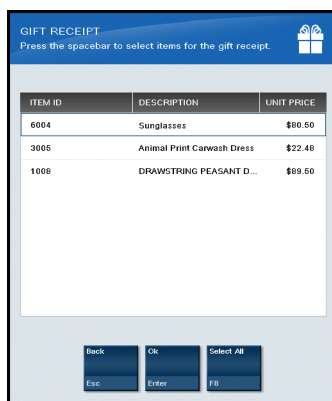 GIFT RECEIPT
Press the spacebar to select items for the gift receipt.
ITEM ID DESCRIPTION UNIT PRICE
6004 Sunglasses $80.50
3005 Animal Print Carwash Dress $22.48
1008 DRAWSTRING PEASANT D... $89.50
Back Ok Select All
Esc Enter F8